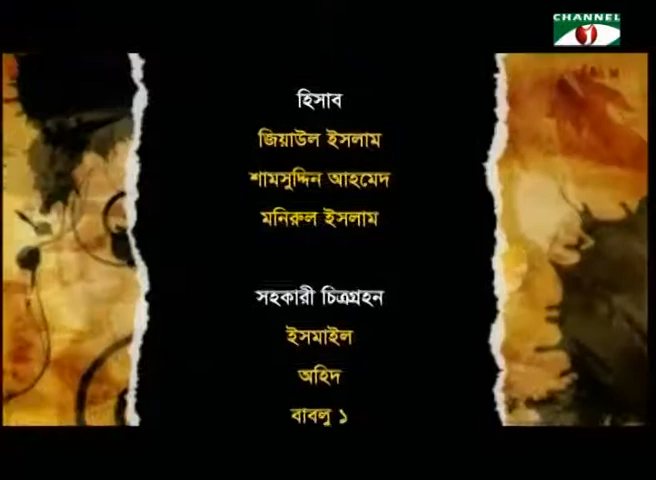 CHANNEL
i
হিসাব
জিয়াউল ইসলাম
শামসুদ্দিন আহমেদ
মনিরুল ইসলাম
সহকারী চিত্রগ্রহন
ইসমাইল
অহিদ
বাবলু ১